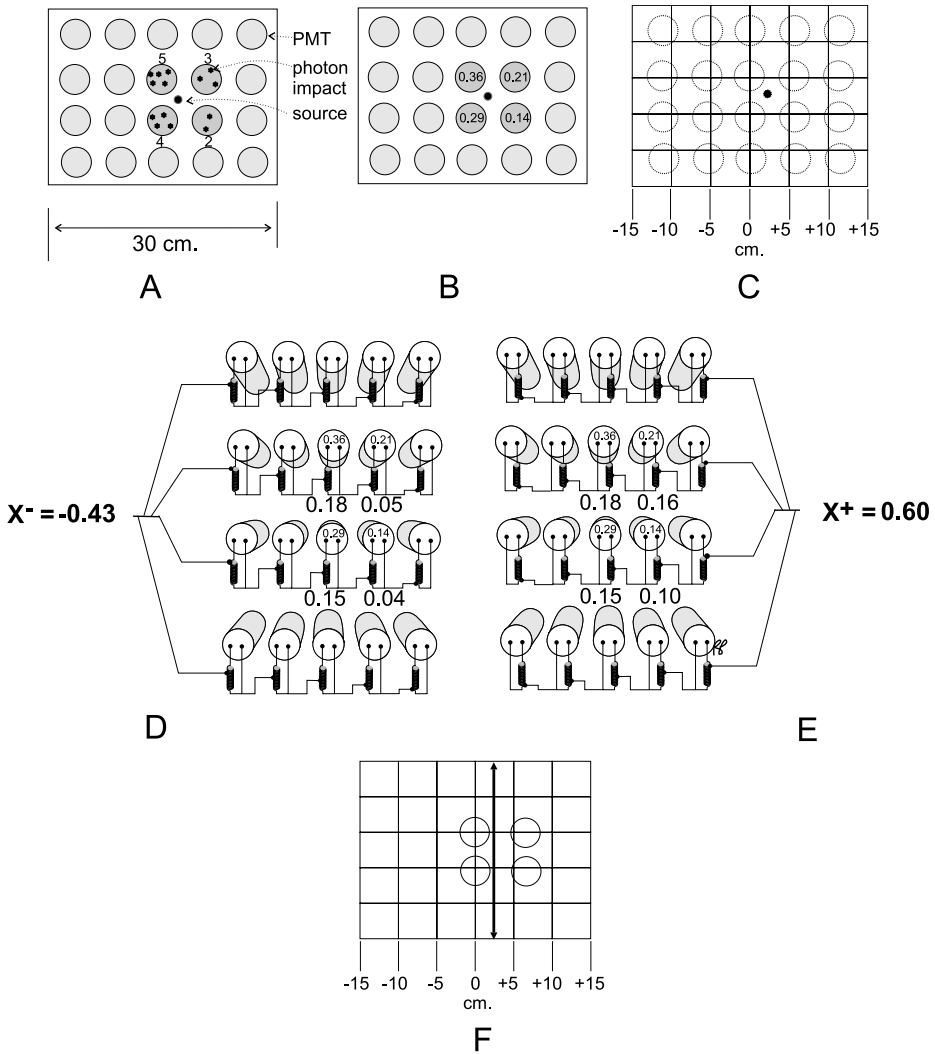 5 3
PMT
photon
impact
source
4 2
30 cm.
A
0.36 0.21
0.29 0.14
B
-15 -10 -5 0 +5 +10 +15
cm.
C
0.36 0.21
0.18 0.05
X- = -0.43
0.29 0.14
0.15 0.04
D
0.36 0.21
0.18 0.16
X+ = 0.60
0.29 0.14
0.15 0.10
E
-15 -10 -5 0 +5 +10 +15
cm.
F